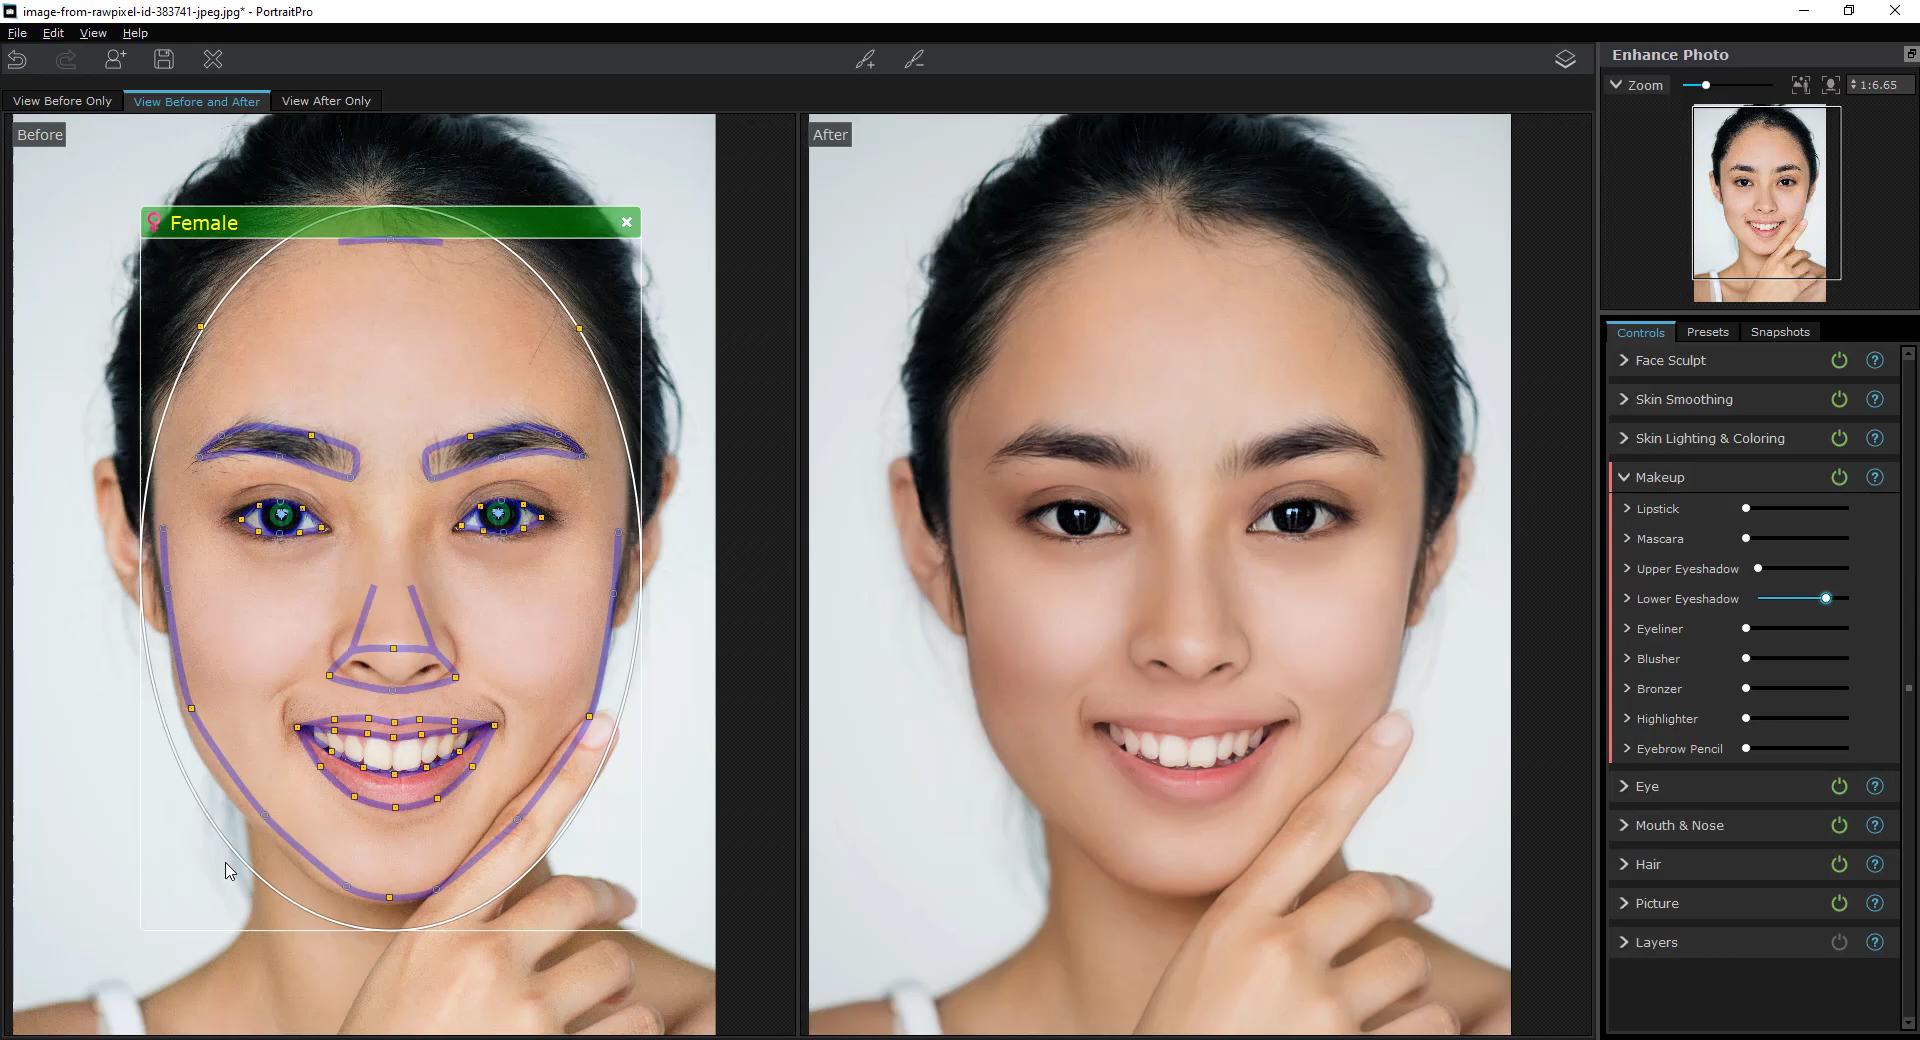 image-from-rawpixel-id-383741-jpeg.jpg* - PortraitPro
File Edit View Help
Enhance Photo
View Before Only View Before and After View After Only
Zoom 1:6.65
Before
After
Female
Controls Presets Snapshots
Face Sculpt ?
Skin Smoothing ?
Skin Lighting & Coloring ?
Makeup ?
Lipstick
Mascara
Upper Eyeshadow
Lower Eyeshadow
Eyeliner
Blusher
Bronzer
Highlighter
Eyebrow Pencil
Eye ?
Mouth & Nose ?
Hair ?
Picture ?
Layers ?